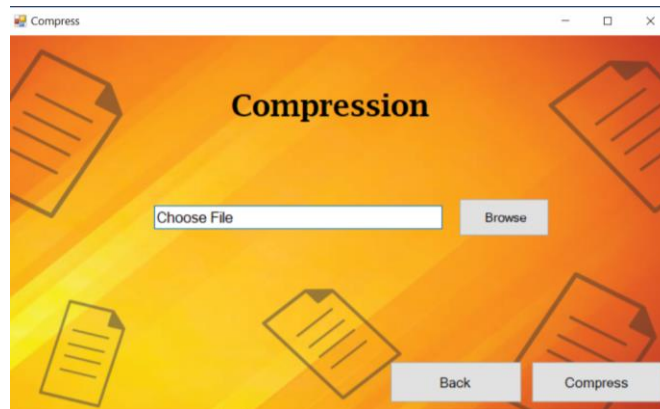 Compress
Compression
Choose File
Browse
Back
Compress